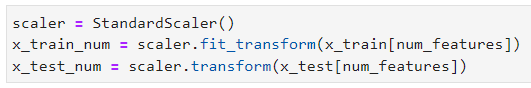 scaler = StandardScaler()
x_train_num = scaler.fit_transform(x_train[num_features])
x_test_num = scaler.transform(x_test[num_features])